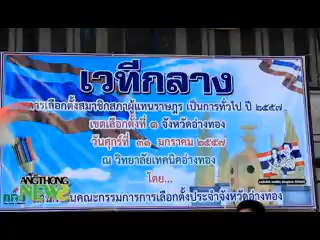 เวทีกลาง
การเลือกตั้งสมาชิกสภาผู้แทนราษฎร เป็นการทั่วไป ปี ๒๕๕๗
เขตเลือกตั้งที่ ๑ จังหวัดอ่างทอง
วันศุกร์ที่ ๓๑ มกราคม ๒๕๕๗
ณ วิทยาลัยเทคนิคอ่างทอง
โดย...
คณะกรรมการการเลือกตั้งประจำจังหวัดอ่างทอง
ANGTHONG
NEWS